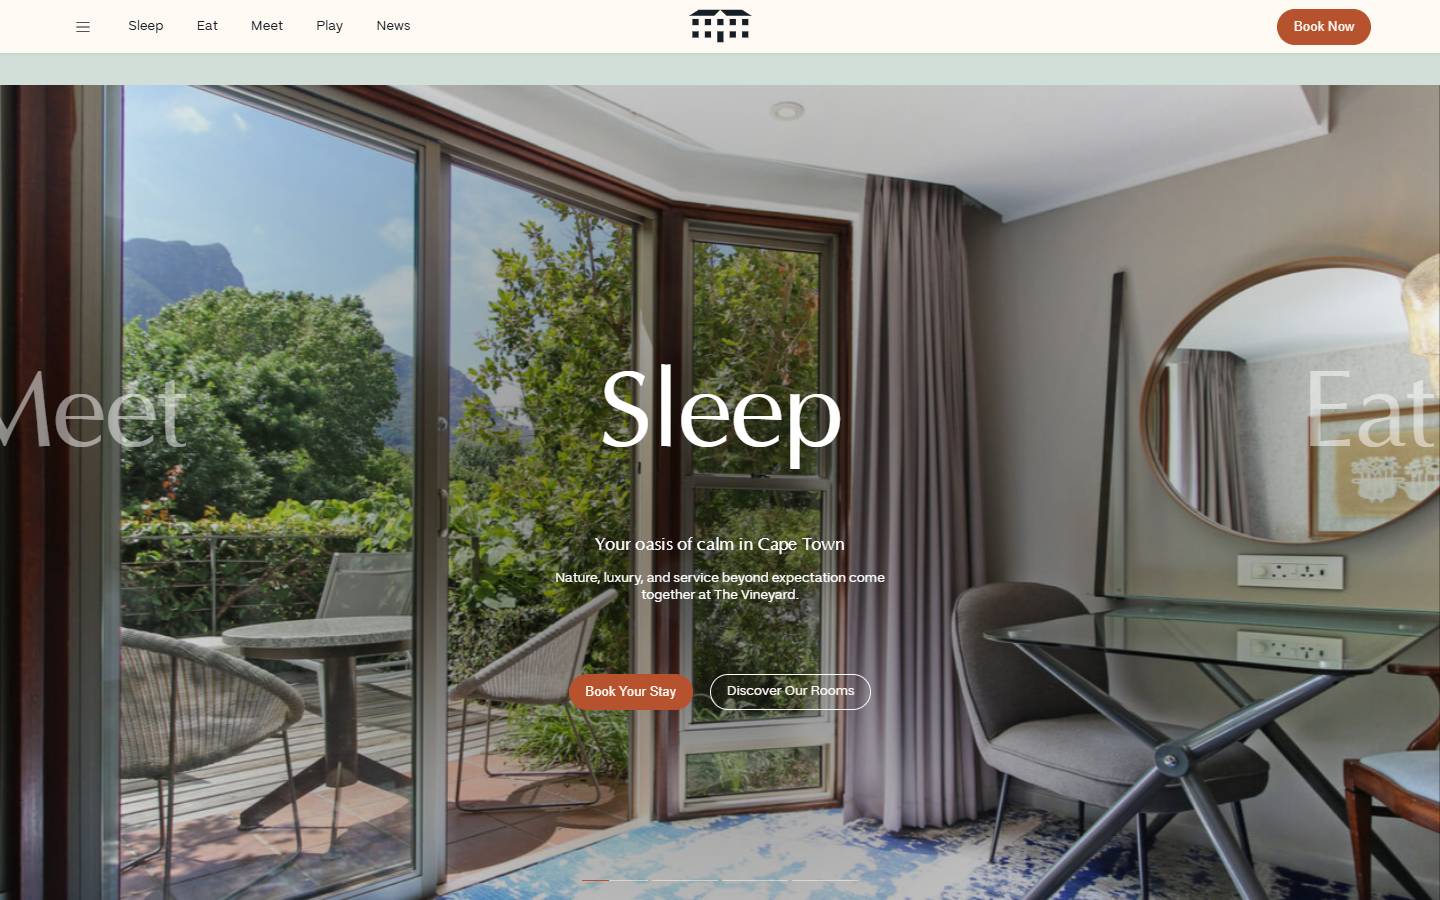 Sleep
Eat
Meet
Play
News
Book Now
Meet
Sleep
Eat
Your oasis of calm in Cape Town
Nature, luxury, and service beyond expectation come
together at The Vineyard.
Book Your Stay
Discover Our Rooms